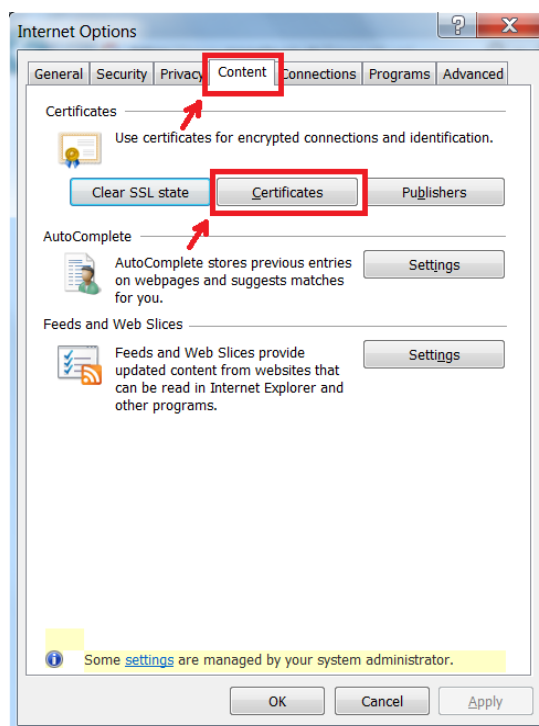 Internet Options
General Security Privacy Content Connections Programs Advanced
Certificates
Use certificates for encrypted connections and identification.
Clear SSL state Certificates Publishers
AutoComplete
AutoComplete stores previous entries
on webpages and suggests matches
for you.
Settings
Feeds and Web Slices
Feeds and Web Slices provide
updated content from websites that
can be read in Internet Explorer and
other programs.
Settings
Some settings are managed by your system administrator.
OK Cancel Apply